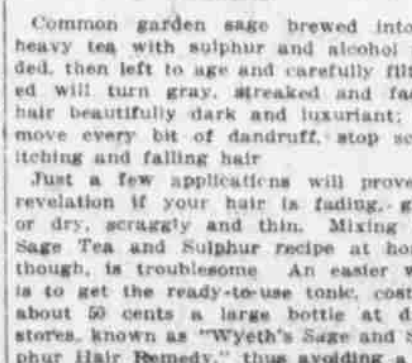 Common garden sage brewed into
heavy tea with sulphur and alcohol
ded, then left to age and carefully filt
ed will turn gray, streaked and fad
hair beautifully dark and luxuriant;
move every bit of dandruff, stop sc
itching and falling hair
Just a few applications will prove
revelation if your hair is fading, g
or dry, scraggly and thin. Mixing
Sage Tea and Sulphur recipe at hom
though, is troublesome An easier w
is to get the ready-to-use tonic, cost
about 50 cents a large bottle at d
stores, known as "Wyeth's Sage and S
phur Hair Remedy," thus avoiding